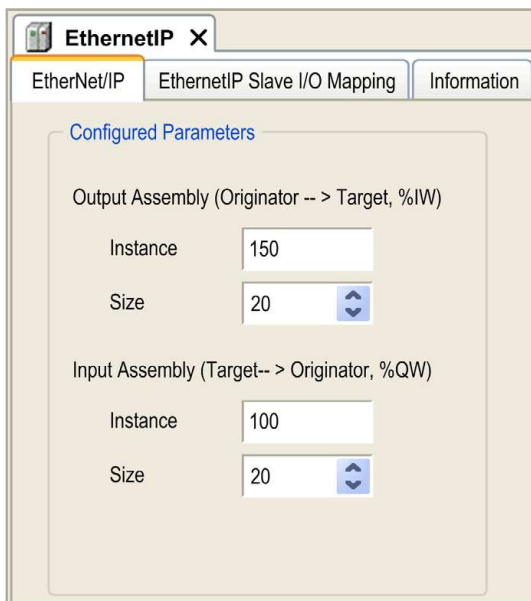 EthernetIP X
EtherNet/IP EthernetIP Slave I/O Mapping Information
Configured Parameters
Output Assembly (Originator -- > Target, %IW)
Instance 150
Size 20
Input Assembly (Target-- > Originator, %QW)
Instance 100
Size 20